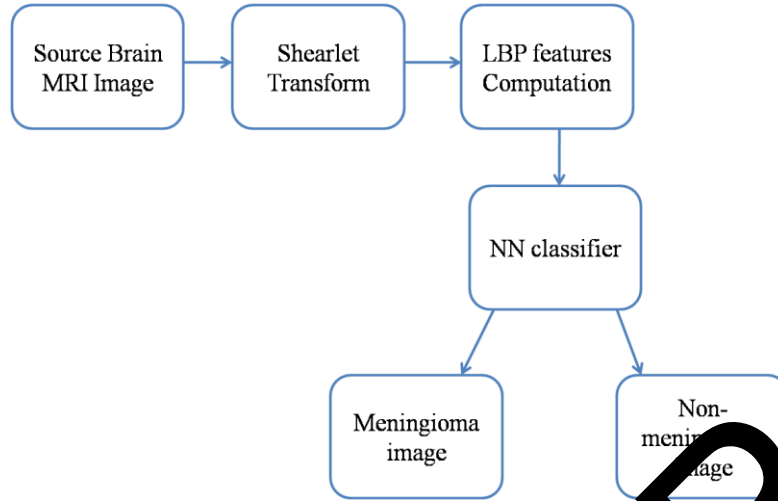 Source Brain
MRI Image
Shearlet
Transform
LBP features
Computation
NN classifier
Meningioma
image
Non-